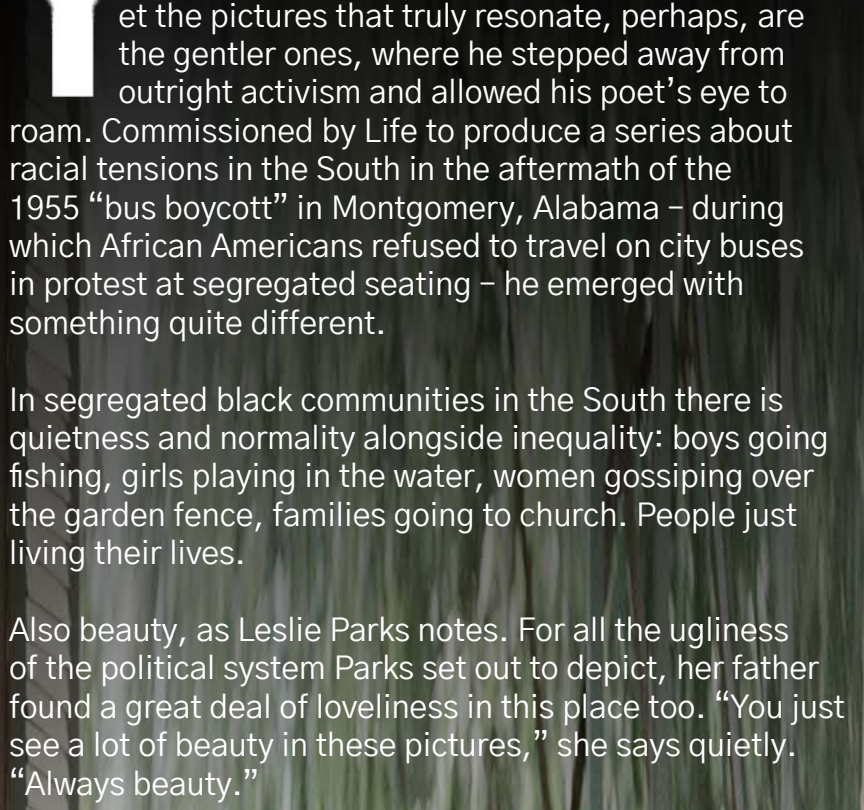 Yet the pictures that truly resonate, perhaps, are
the gentler ones, where he stepped away from
outright activism and allowed his poet’s eye to
roam. Commissioned by Life to produce a series about
racial tensions in the South in the aftermath of the
1955 “bus boycott” in Montgomery, Alabama – during
which African Americans refused to travel on city buses
in protest at segregated seating – he emerged with
something quite different.
In segregated black communities in the South there is
quietness and normality alongside inequality: boys going
fishing, girls playing in the water, women gossiping over
the garden fence, families going to church. People just
living their lives.
Also beauty, as Leslie Parks notes. For all the ugliness
of the political system Parks set out to depict, her father
found a great deal of loveliness in this place too. “You just
see a lot of beauty in these pictures,” she says quietly.
“Always beauty.”